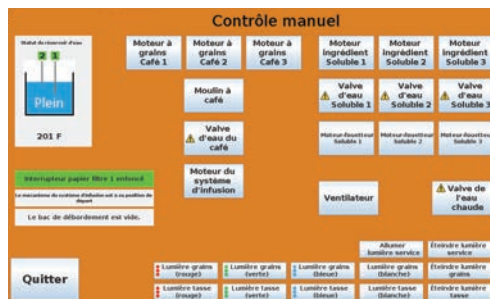 Contrôle manuel
Statut du réservoir d'eau
2 1
Plein
201 F
Moteur à grains Café 1
Moteur à grains Café 2
Moteur à grains Café 3
Moteur ingrédient Soluble 1
Moteur ingrédient Soluble 2
Moteur ingrédient Soluble 3
Moulin à café
Valve d'eau Soluble 1
Valve d'eau Soluble 2
Valve d'eau Soluble 3
Valve d'eau du café
Moteur-fouetteur Soluble 1
Moteur-fouetteur Soluble 2
Moteur-fouetteur Soluble 3
Moteur du système d'infusion
Ventilateur
Valve de l'eau chaude
Interrupteur papier filtre 1 enfoncé
Le mécanisme du système d'infusion est à sa position de départ
Le bac de débordement est vide.
Allumer lumière service
Éteindre lumière service
Quitter
Lumière grains (rouge)
Lumière grains (verte)
Lumière grains (bleue)
Lumière grains (blanche)
Éteindre lumière grains
Lumière tasse (rouge)
Lumière tasse (verte)
Lumière tasse (bleue)
Lumière tasse (blanche)
Éteindre lumière tasse